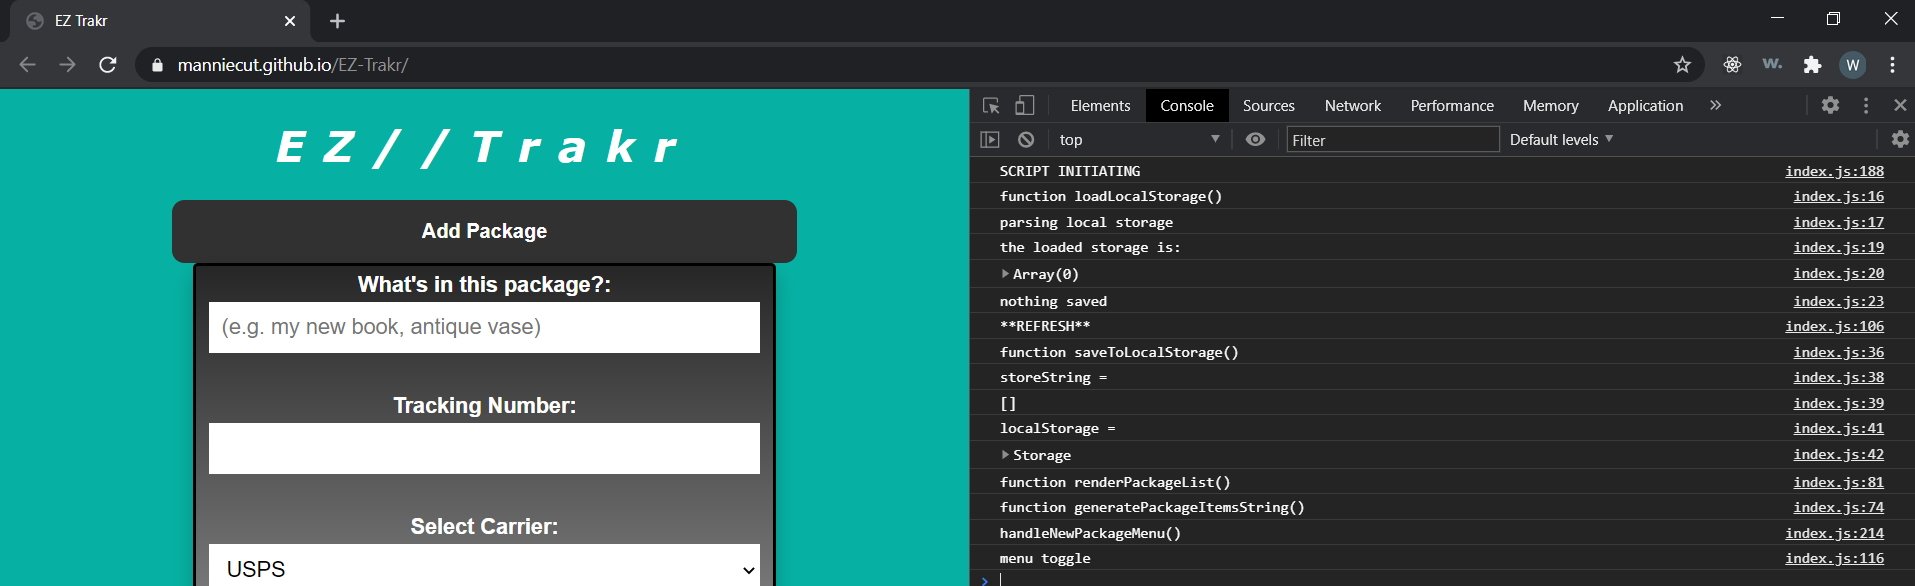 EZ Trakr
manniecut.github.io/EZ-Trakr/
W.
W
EZ//Trakr
Add Package
What's in this package?:
(e.g. my new book, antique vase)
Tracking Number:
Select Carrier:
USPS
Elements Console Sources Network Performance Memory Application »
top Filter Default levels
SCRIPT INITIATING index.js:188
function loadLocalStorage() index.js:16
parsing local storage index.js:17
the loaded storage is: index.js:19
Array(0) index.js:20
nothing saved index.js:23
**REFRESH** index.js:106
function saveToLocalStorage() index.js:36
storeString = index.js:38
[] index.js:39
localStorage = index.js:41
Storage index.js:42
function renderPackageList() index.js:81
function generatePackageItemsString() index.js:74
handleNewPackageMenu() index.js:214
menu toggle index.js:116